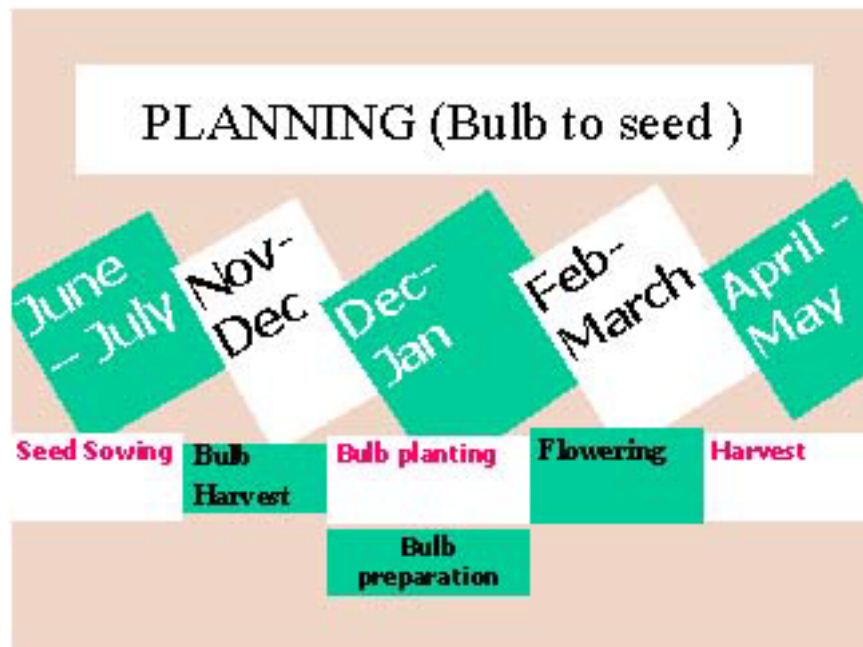 PLANNING (Bulb to seed )
June
– July
Nov-
Dec
Dec-
Jan
Feb-
March
April -
May
Seed Sowing
Bulb
Harvest
Bulb planting
Flowering
Harvest
Bulb
preparation